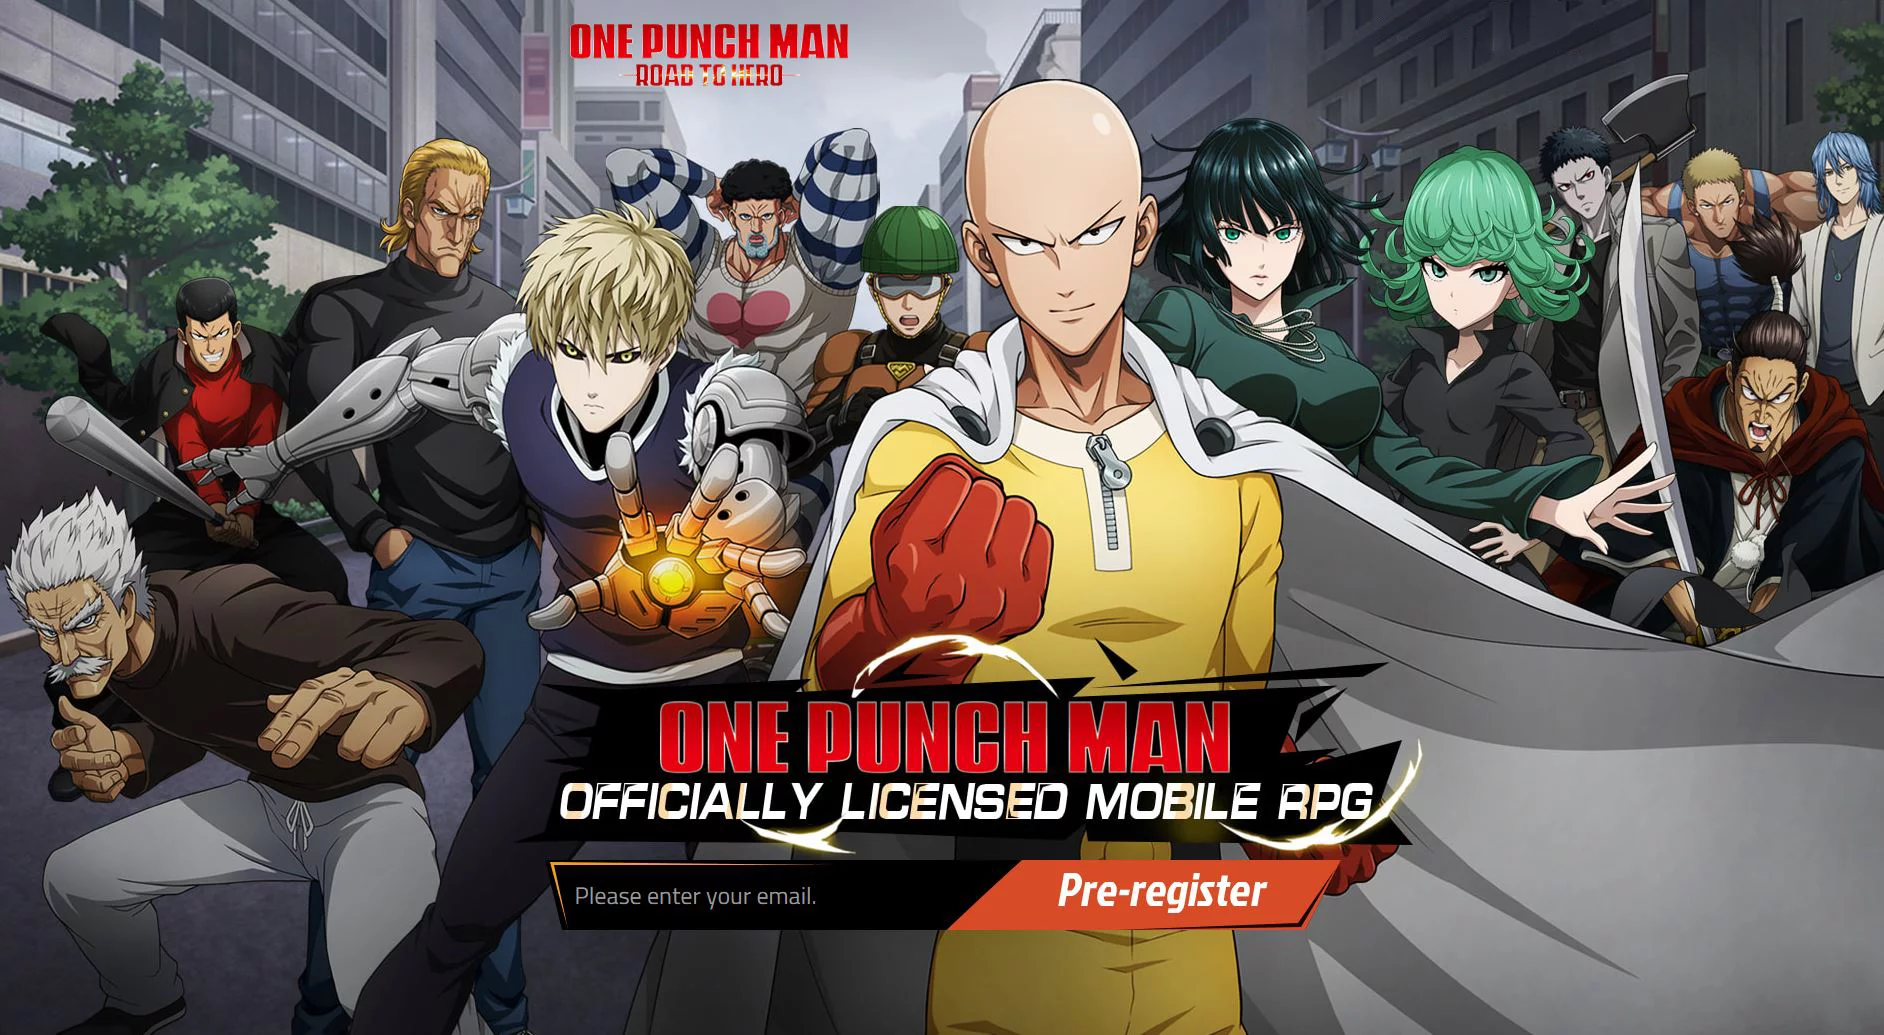 ONE PUNCH MAN
ROAD TO HERO
ONE PUNCH MAN
OFFICIALLY LICENSED MOBILE RPG
Please enter your email.
Pre-register